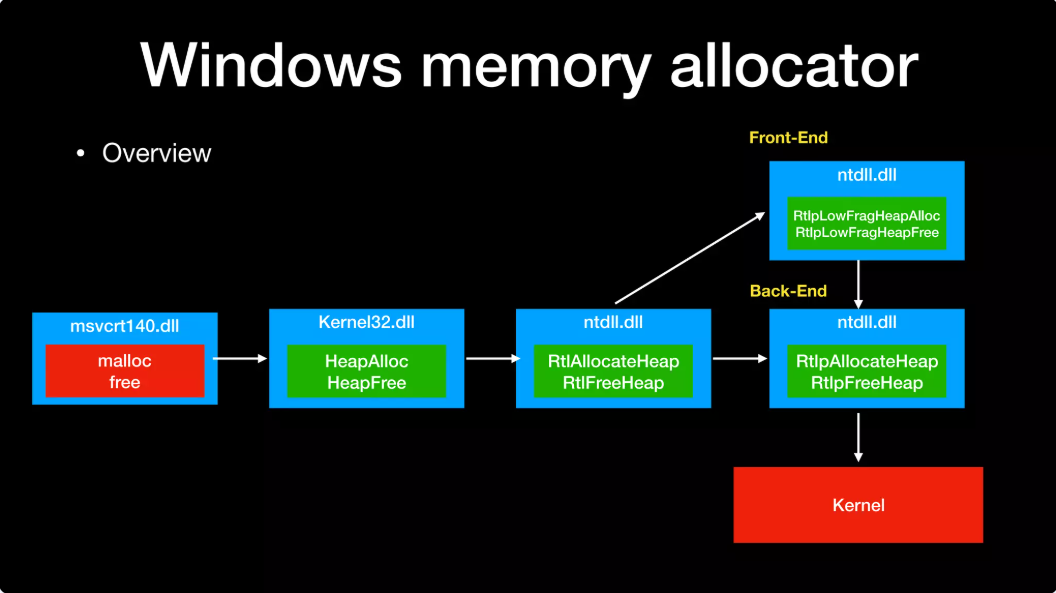 Windows memory allocator
• Overview
Front-End
ntdll.dll
RtlpLowFragHeapAlloc
RtlpLowFragHeapFree
Back-End
msvcrt140.dll
malloc
free
Kernel32.dll
HeapAlloc
HeapFree
ntdll.dll
RtlAllocateHeap
RtlFreeHeap
ntdll.dll
RtlpAllocateHeap
RtlpFreeHeap
Kernel